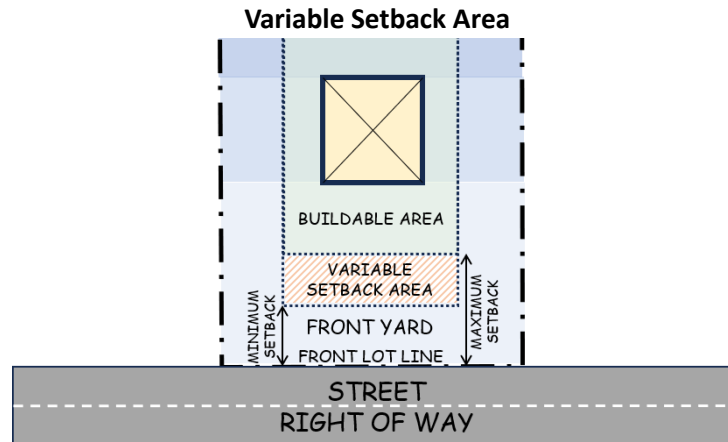 Variable Setback Area
BUILDABLE AREA
VARIABLE
SETBACK AREA
MINIMUM
SETBACK
MAXIMUM
SETBACK
FRONT YARD
FRONT LOT LINE
STREET
RIGHT OF WAY